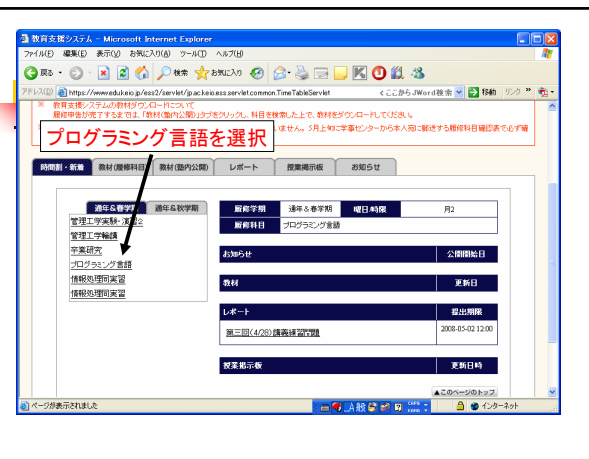 教育支援システム - Microsoft Internet Explorer
ファイル(F) 編集(E) 表示(V) お気に入り(A) ツール(T) ヘルプ(H)
戻る 検索 お気に入り
アドレス(D) https://www.edu.keio.jp/ess2/servlet/jp.ac.keio.ess.servlet.common.TimeTableServlet <ここからJWord検索 移動 リンク »
※ 教育支援システムの教材ダウンロードについて
履修申告が完了するまでは、「教材(塾内公開)」タブをクリックし、科目を検索した上で、教材をダウンロードしてください。
いません。5月上旬に学事センターから本人宛に郵送する履修科目確認表で必ず確
プログラミング言語を選択
時間割・新着 教材(履修科目) 教材(塾内公開) レポート 授業掲示板 お知らせ
通年&春学期 通年&秋学期
管理工学実験・演習2
管理工学輪講
卒業研究
プログラミング言語
情報処理同実習
情報処理同実習
履修学期 通年&春学期 曜日時限 月2
履修科目 プログラミング言語
お知らせ 公開開始日
教材 更新日
レポート 提出期限
第三回(4/28)講義練習問題 2008-05-02 12:00
授業掲示板 更新日時
▲このページのトップ
ページが表示されました
A般
CAPS
KANA
インターネット